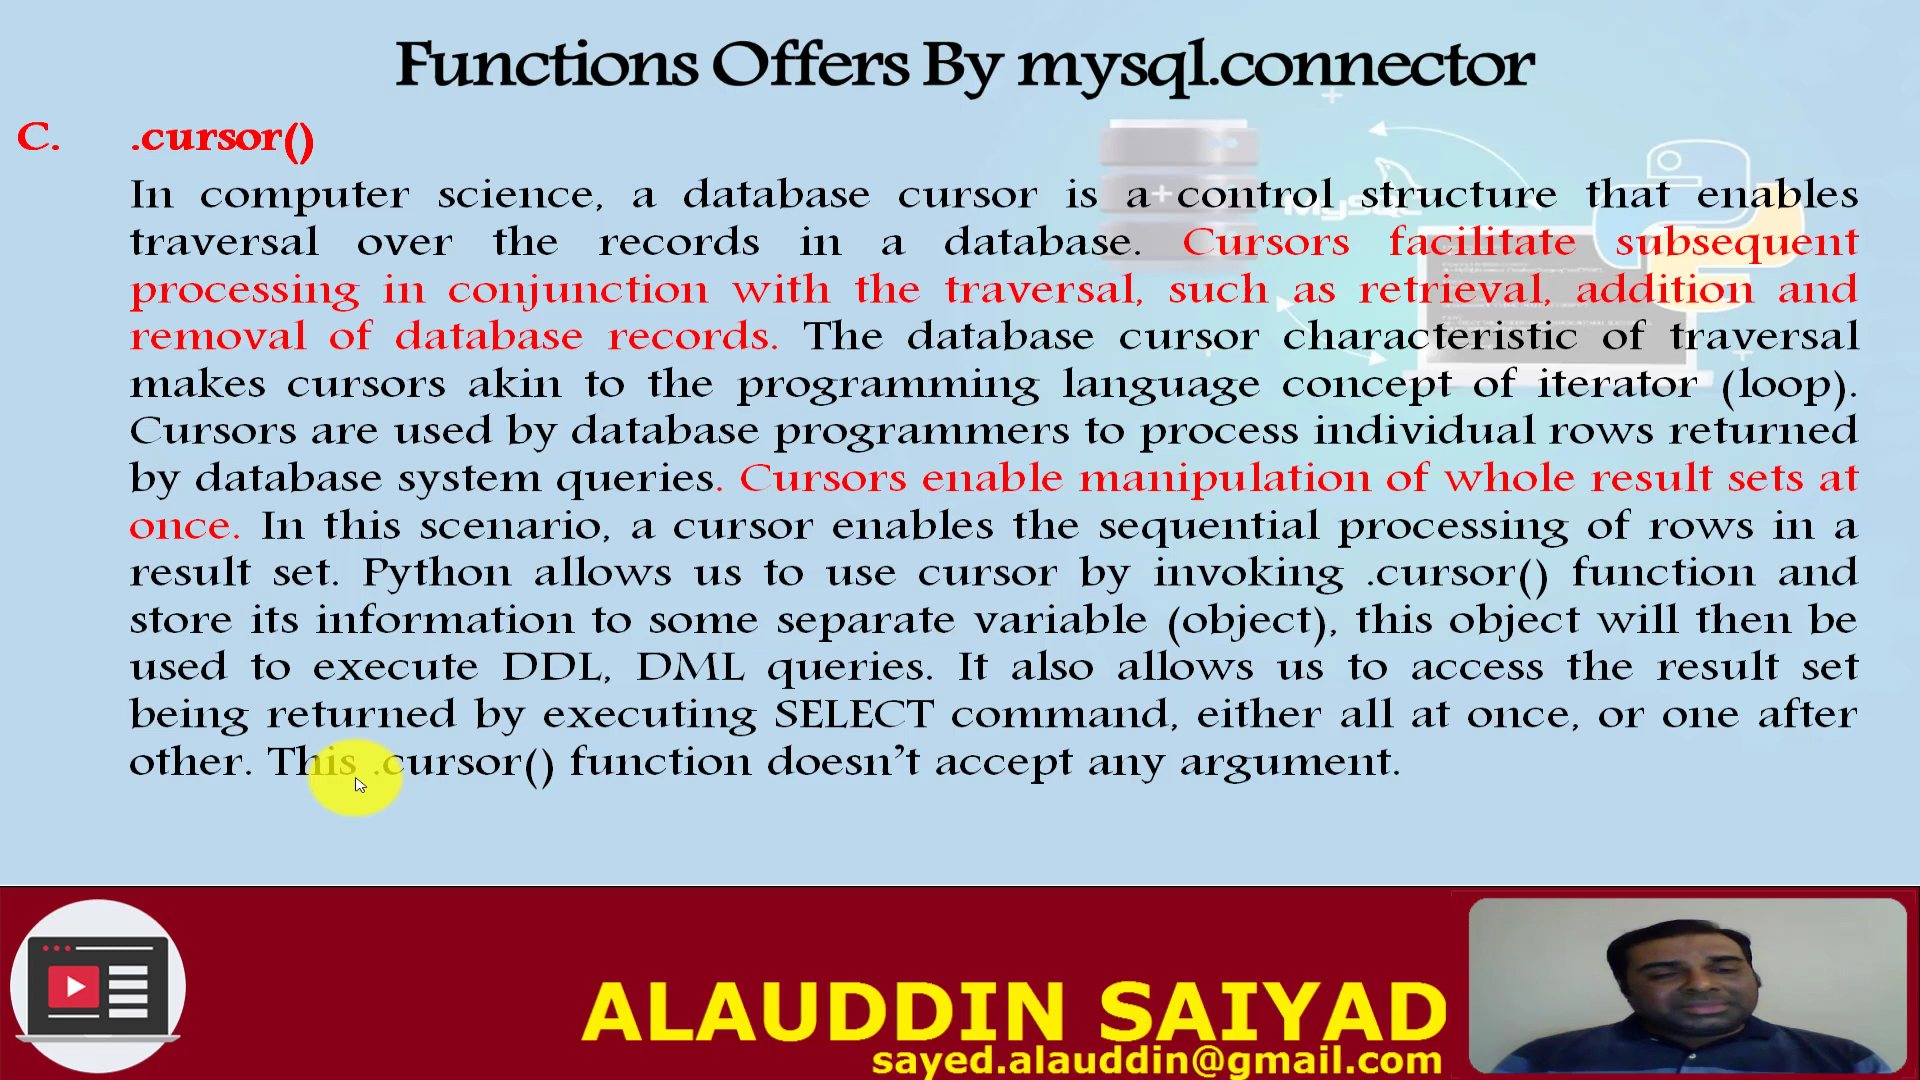 Functions Offers By mysql.connector
C. .cursor()
In computer science, a database cursor is a control structure that enables
traversal over the records in a database. Cursors facilitate subsequent
processing in conjunction with the traversal, such as retrieval, addition and
removal of database records. The database cursor characteristic of traversal
makes cursors akin to the programming language concept of iterator (loop).
Cursors are used by database programmers to process individual rows returned
by database system queries. Cursors enable manipulation of whole result sets at
once. In this scenario, a cursor enables the sequential processing of rows in a
result set. Python allows us to use cursor by invoking .cursor() function and
store its information to some separate variable (object), this object will then be
used to execute DDL, DML queries. It also allows us to access the result set
being returned by executing SELECT command, either all at once, or one after
other. This .cursor() function doesn't accept any argument.
MySQL
ALAUDDIN SAIYAD
sayed.alauddin@gmail.com